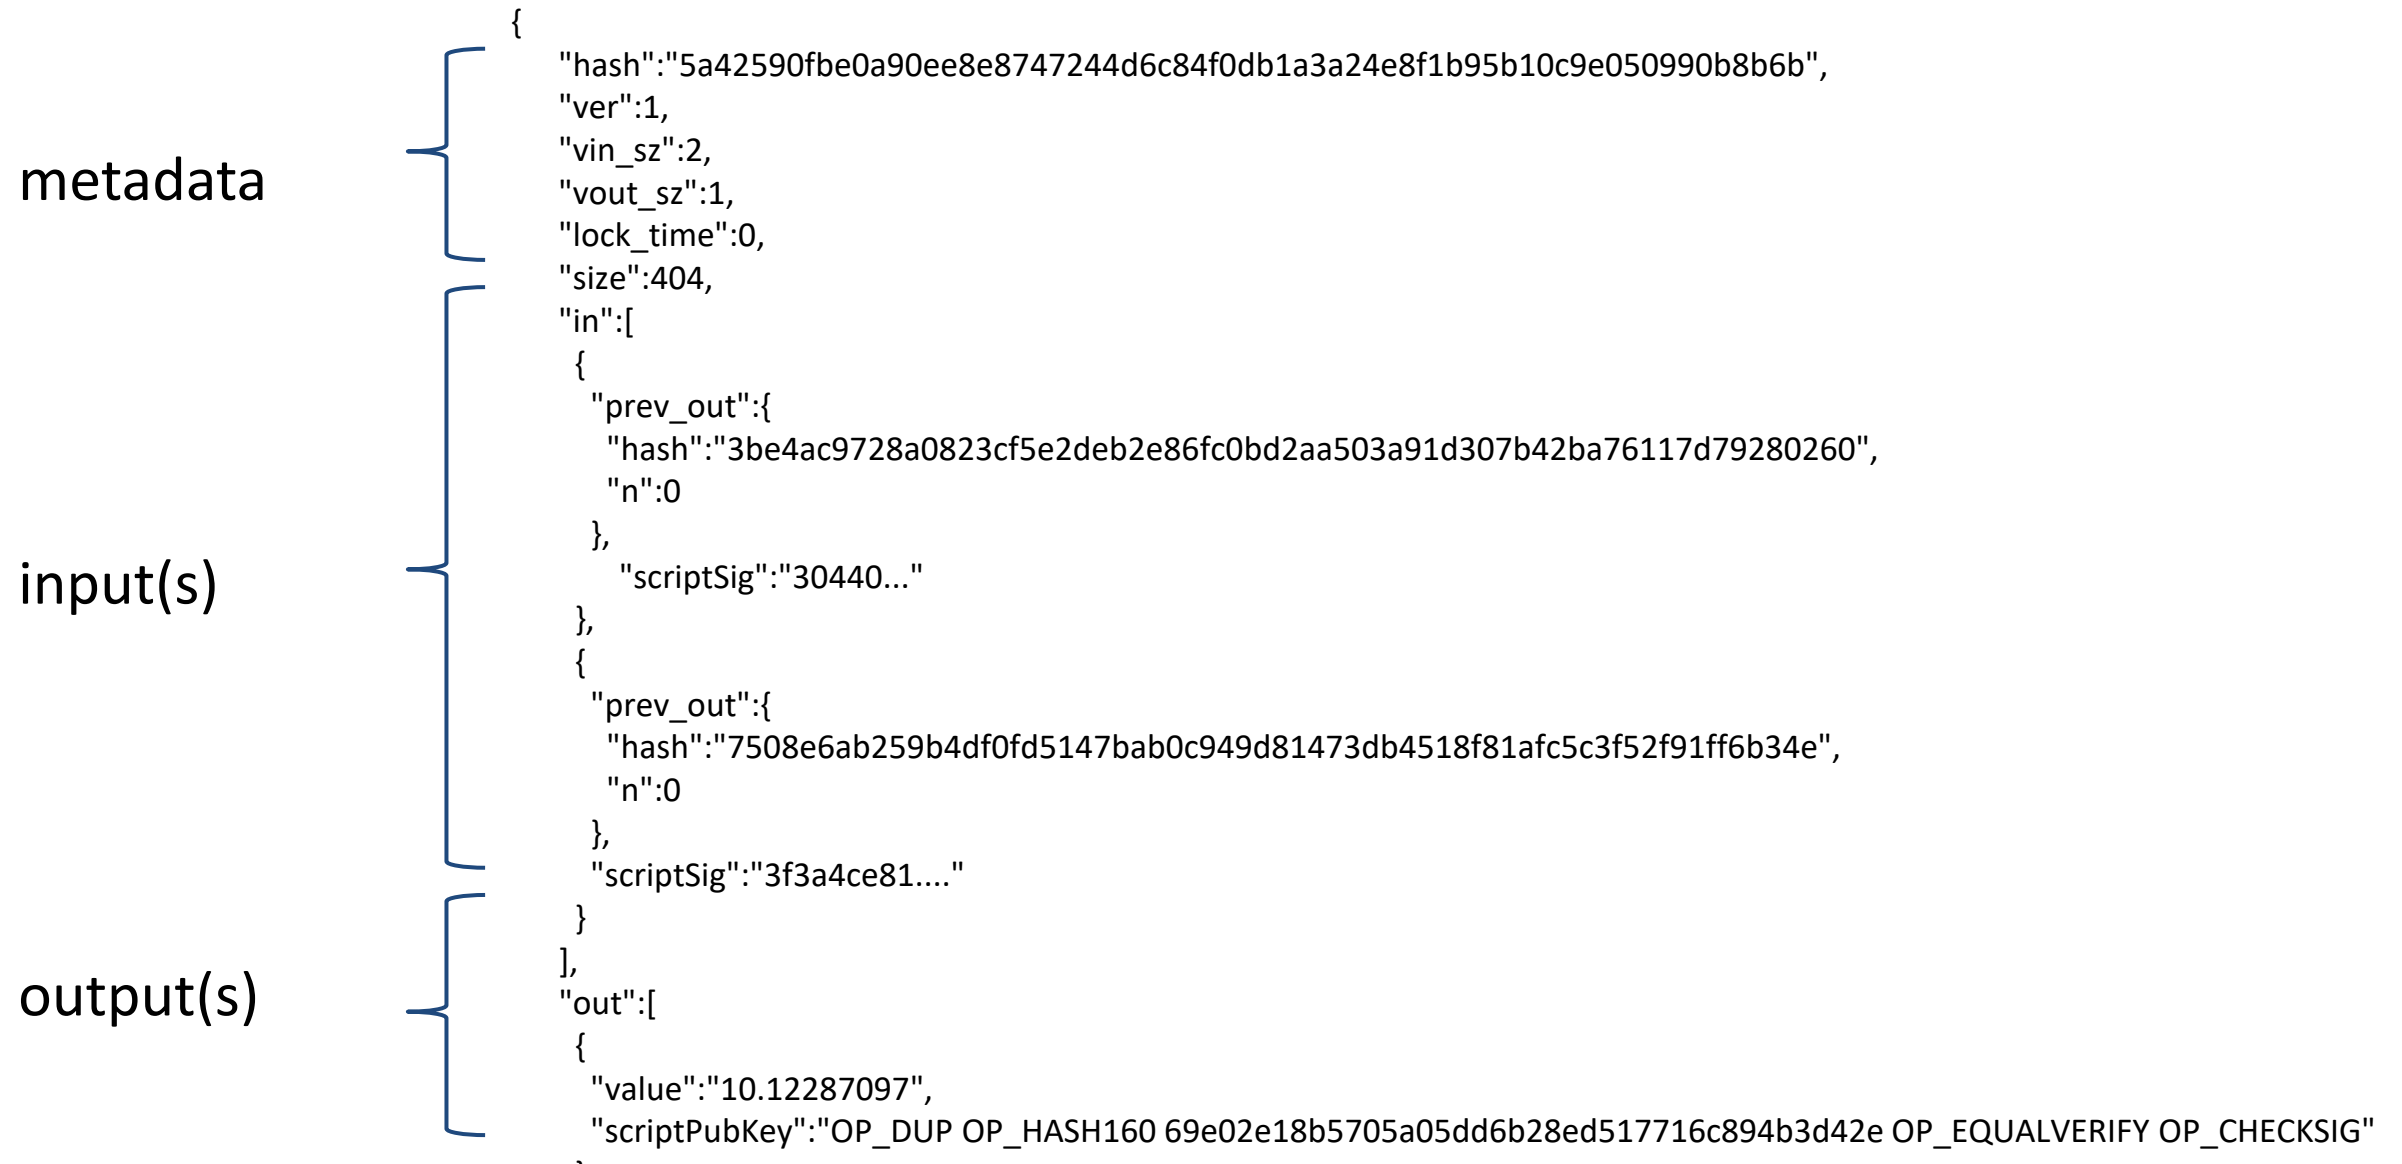 {
"hash":"5a42590fbe0a90ee8e8747244d6c84f0db1a3a24e8f1b95b10c9e050990b8b6b",
"ver":1,
"vin_sz":2,
metadata
"vout_sz":1,
"lock_time":0,
"size":404,
"in":[
{
"prev_out":{
"hash":"3be4ac9728a0823cf5e2deb2e86fc0bd2aa503a91d307b42ba76117d79280260",
"n":0
},
input(s)
"scriptSig":"30440..."
},
{
"prev_out":{
"hash":"7508e6ab259b4df0fd5147bab0c949d81473db4518f81afc5c3f52f91ff6b34e",
"n":0
},
"scriptSig":"3f3a4ce81...."
}
],
output(s)
"out":[
{
"value":"10.12287097",
"scriptPubKey":"OP_DUP OP_HASH160 69e02e18b5705a05dd6b28ed517716c894b3d42e OP_EQUALVERIFY OP_CHECKSIG"